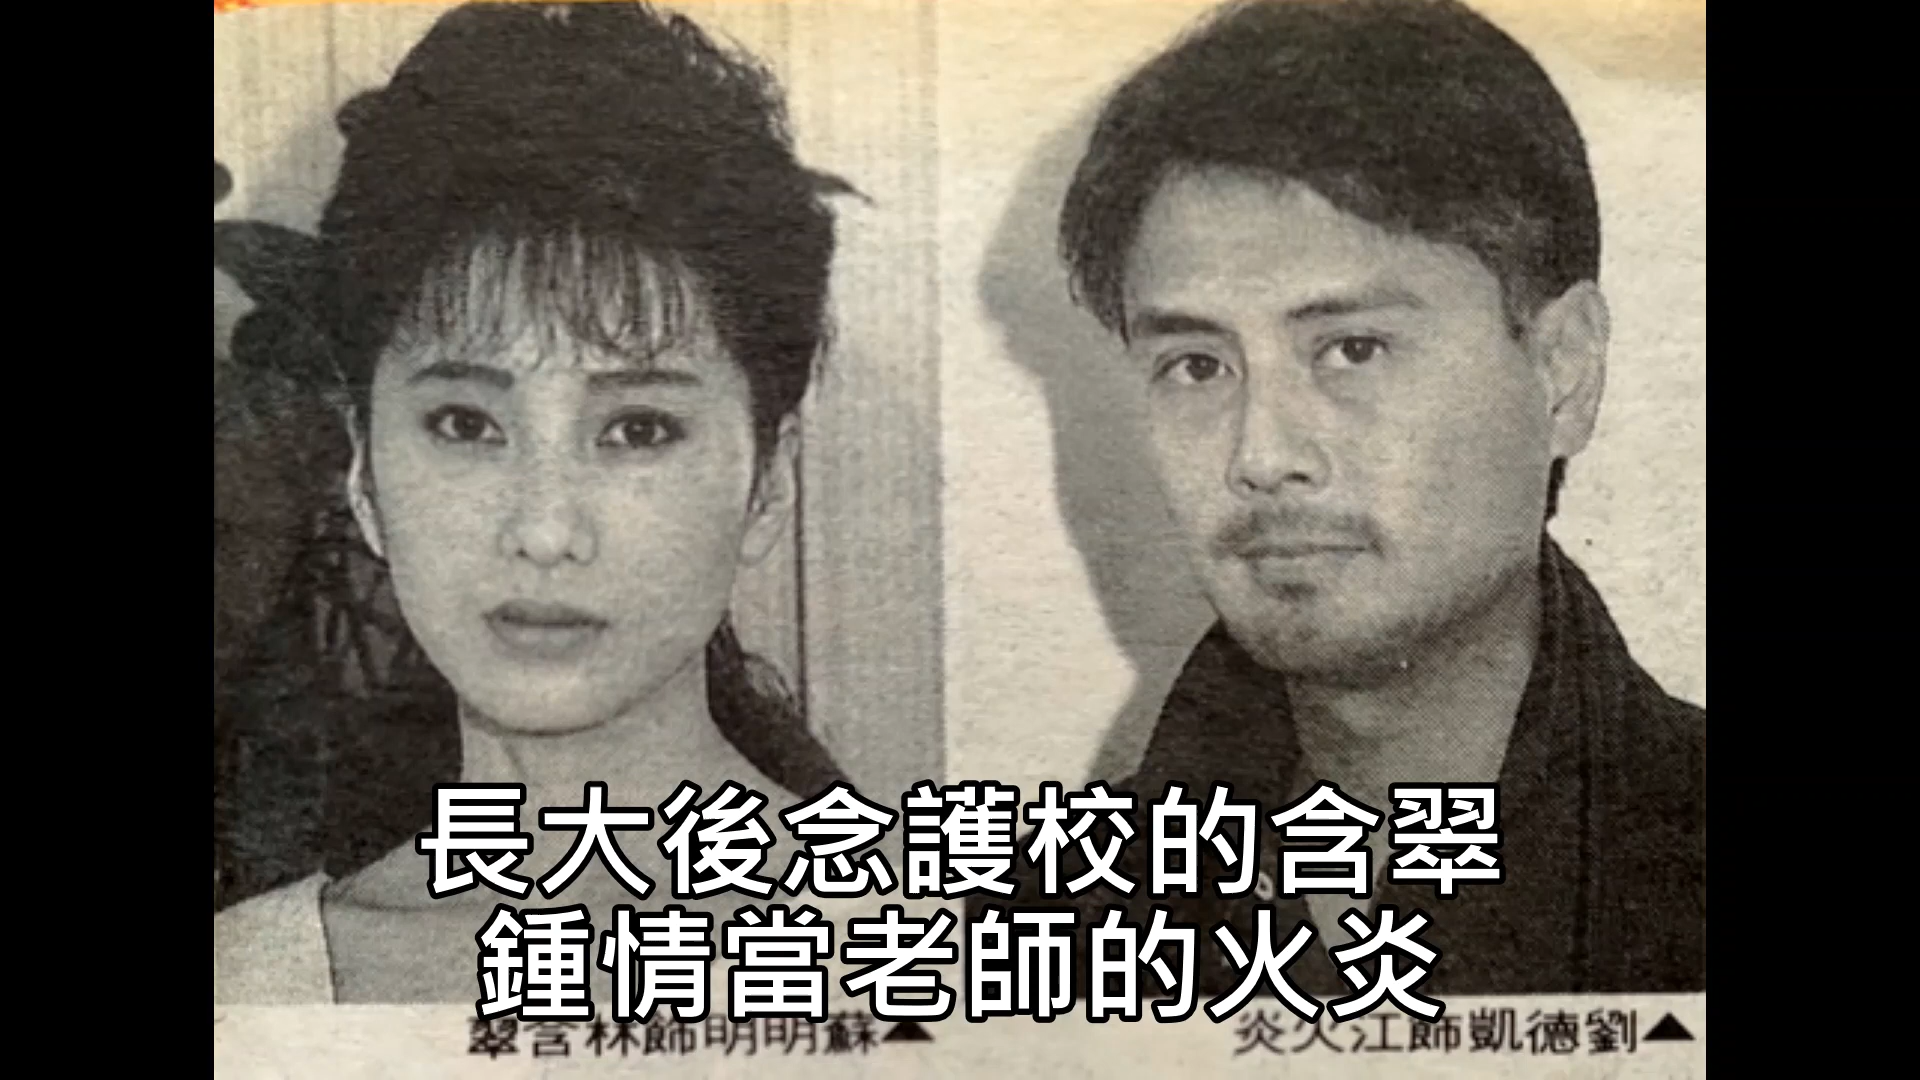 長大後念護校的含翠
鍾情當老師的火炎
翠含林飾明明蘇▲
炎火江飾凱德劉▲